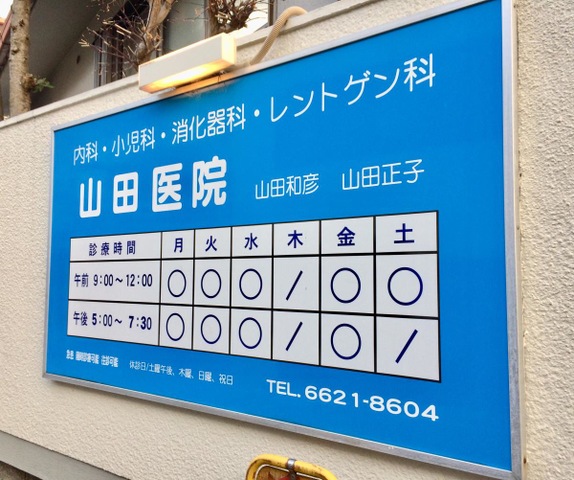 内科・小児科・消化器科・レントゲン科
山田医院 山田和彦 山田正子
診療時間 月 火 水 木 金 土
午前 9：00～12：00 ○ ○ ○ / ○ ○
午後 5：00～ 7：30 ○ ○ ○ / ○ /
休診日/土曜午後、木曜、日曜、祝日
TEL.6621-8604